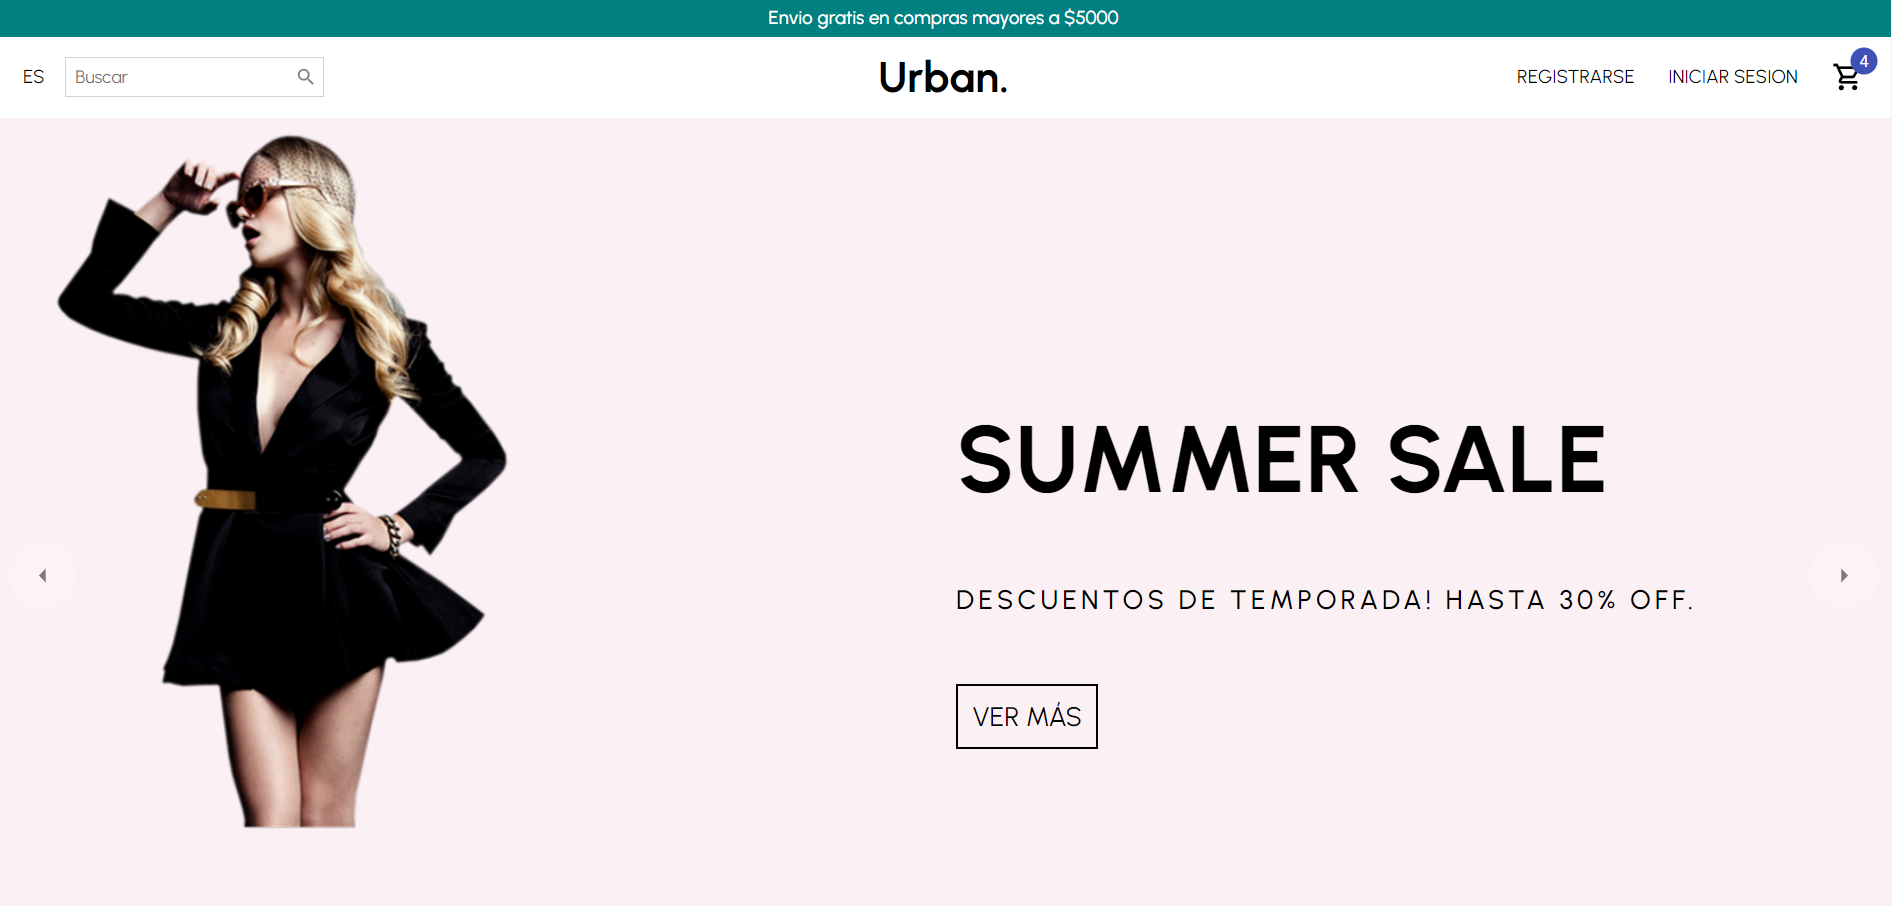 Envio gratis en compras mayores a $5000
ES
Buscar
Urban.
REGISTRARSE
INICIAR SESION
4
SUMMER SALE
DESCUENTOS DE TEMPORADA! HASTA 30% OFF.
VER MÁS